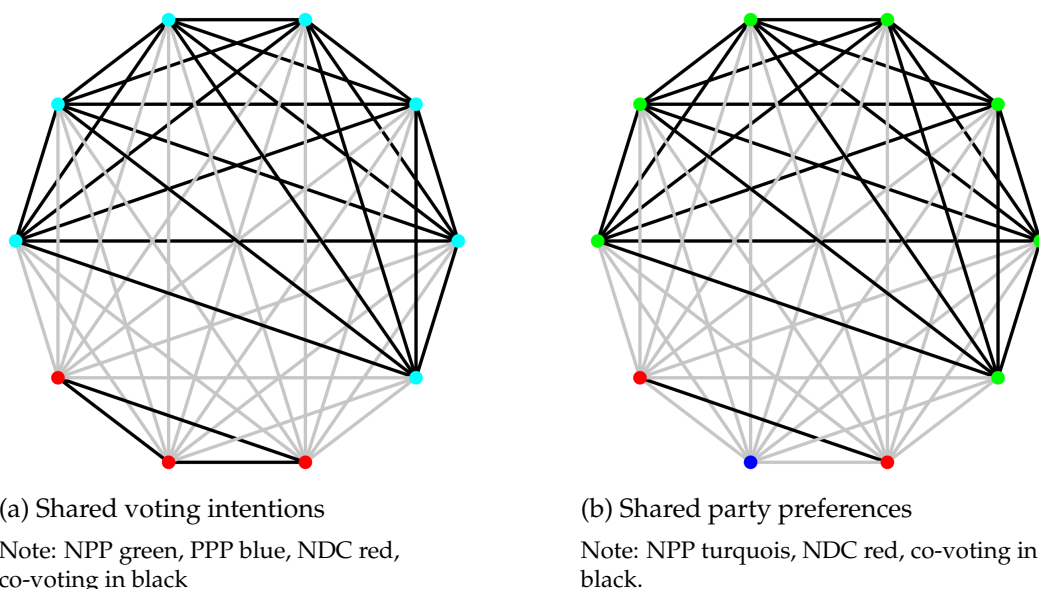 (a) Shared voting intentions
Note: NPP green, PPP blue, NDC red,
co-voting in black
(b) Shared party preferences
Note: NPP turquois, NDC red, co-voting in
black.